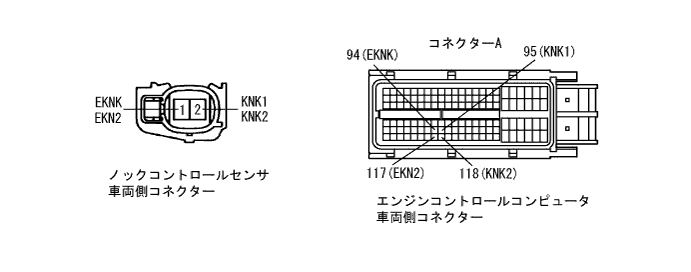 コネクターA
94(EKNK)
95(KNK1)
EKNK
EKN2
1 2
KNK1
KNK2
117(EKN2)
118(KNK2)
ノックコントロールセンサ
車両側コネクター
エンジンコントロールコンピュータ
車両側コネクター